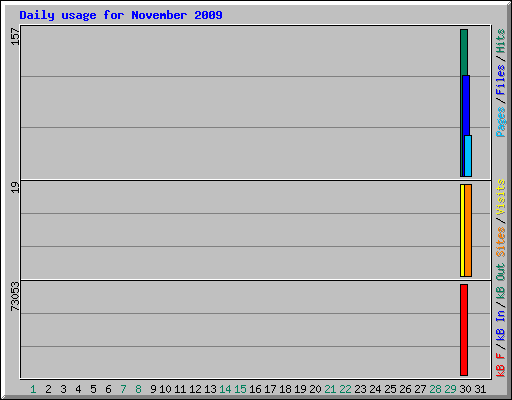 Daily usage for November 2009
157
19
73053
Pages / Files / Hits
Sites / Visits
kB F / kB In / kB Out
1 2 3 4 5 6 7 8 9 10 11 12 13 14 15 16 17 18 19 20 21 22 23 24 25 26 27 28 29 30 31